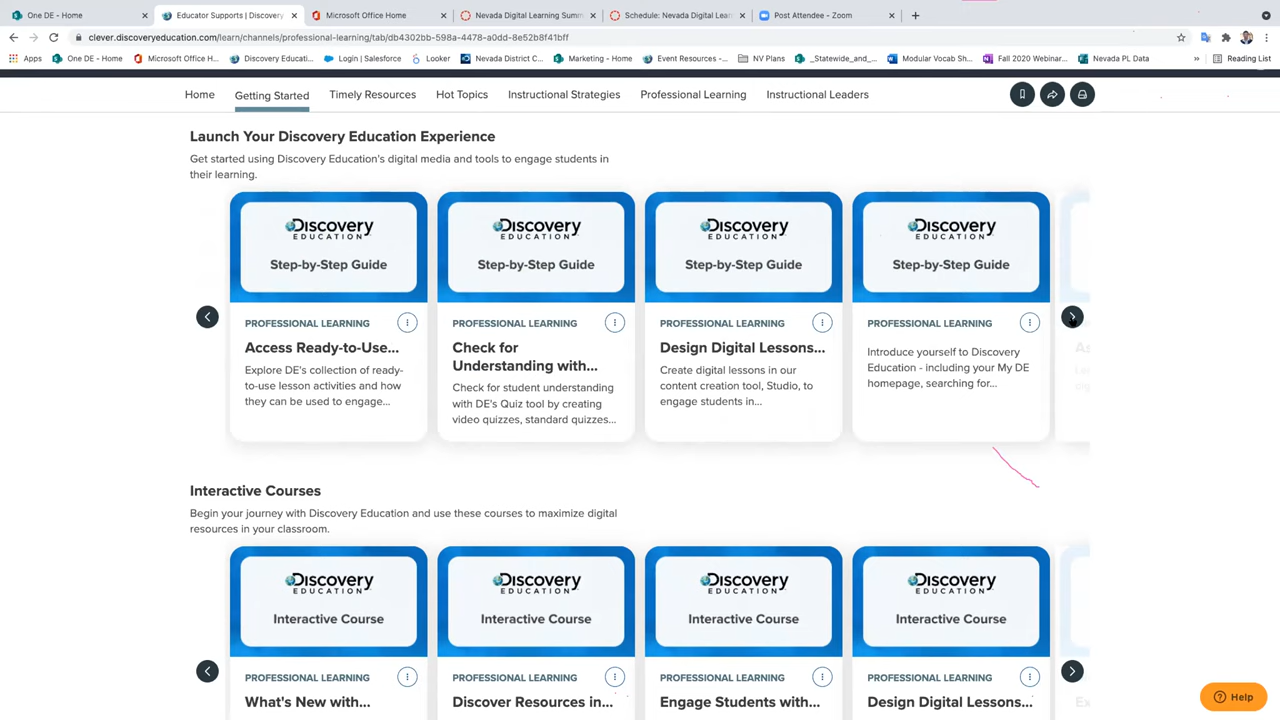 One DE - Home
Educator Supports | Discovery
Microsoft Office Home
Nevada Digital Learning Summ
Schedule: Nevada Digital Lear
Post Attendee - Zoom
clever.discoveryeducation.com/learn/channels/professional-learning/tab/db4302bb-598a-4478-a0dd-8e52b8f41bff
Apps
One DE - Home
Microsoft Office H...
Discovery Educati...
Login | Salesforce
Looker
Nevada District C...
Marketing - Home
Event Resources -...
NV Plans
_Statewide_and_...
Modular Vocab Sh...
Fall 2020 Webinar...
Nevada PL Data
Reading List
Home
Getting Started
Timely Resources
Hot Topics
Instructional Strategies
Professional Learning
Instructional Leaders
Launch Your Discovery Education Experience
Get started using Discovery Education's digital media and tools to engage students in
their learning.
Discovery
EDUCATION
Step-by-Step Guide
PROFESSIONAL LEARNING
Access Ready-to-Use...
Explore DE's collection of ready-
to-use lesson activities and how
they can be used to engage...
Discovery
EDUCATION
Step-by-Step Guide
PROFESSIONAL LEARNING
Check for
Understanding with...
Check for student understanding
with DE's Quiz tool by creating
video quizzes, standard quizzes...
Discovery
EDUCATION
Step-by-Step Guide
PROFESSIONAL LEARNING
Design Digital Lessons...
Create digital lessons in our
content creation tool, Studio, to
engage students in...
Discovery
EDUCATION
Step-by-Step Guide
PROFESSIONAL LEARNING
Introduce yourself to Discovery
Education - including your My DE
homepage, searching for...
Interactive Courses
Begin your journey with Discovery Education and use these courses to maximize digital
resources in your classroom.
Discovery
EDUCATION
Interactive Course
PROFESSIONAL LEARNING
What's New with...
Discovery
EDUCATION
Interactive Course
PROFESSIONAL LEARNING
Discover Resources in...
Discovery
EDUCATION
Interactive Course
PROFESSIONAL LEARNING
Engage Students with...
Discovery
EDUCATION
Interactive Course
PROFESSIONAL LEARNING
Design Digital Lessons...
Help